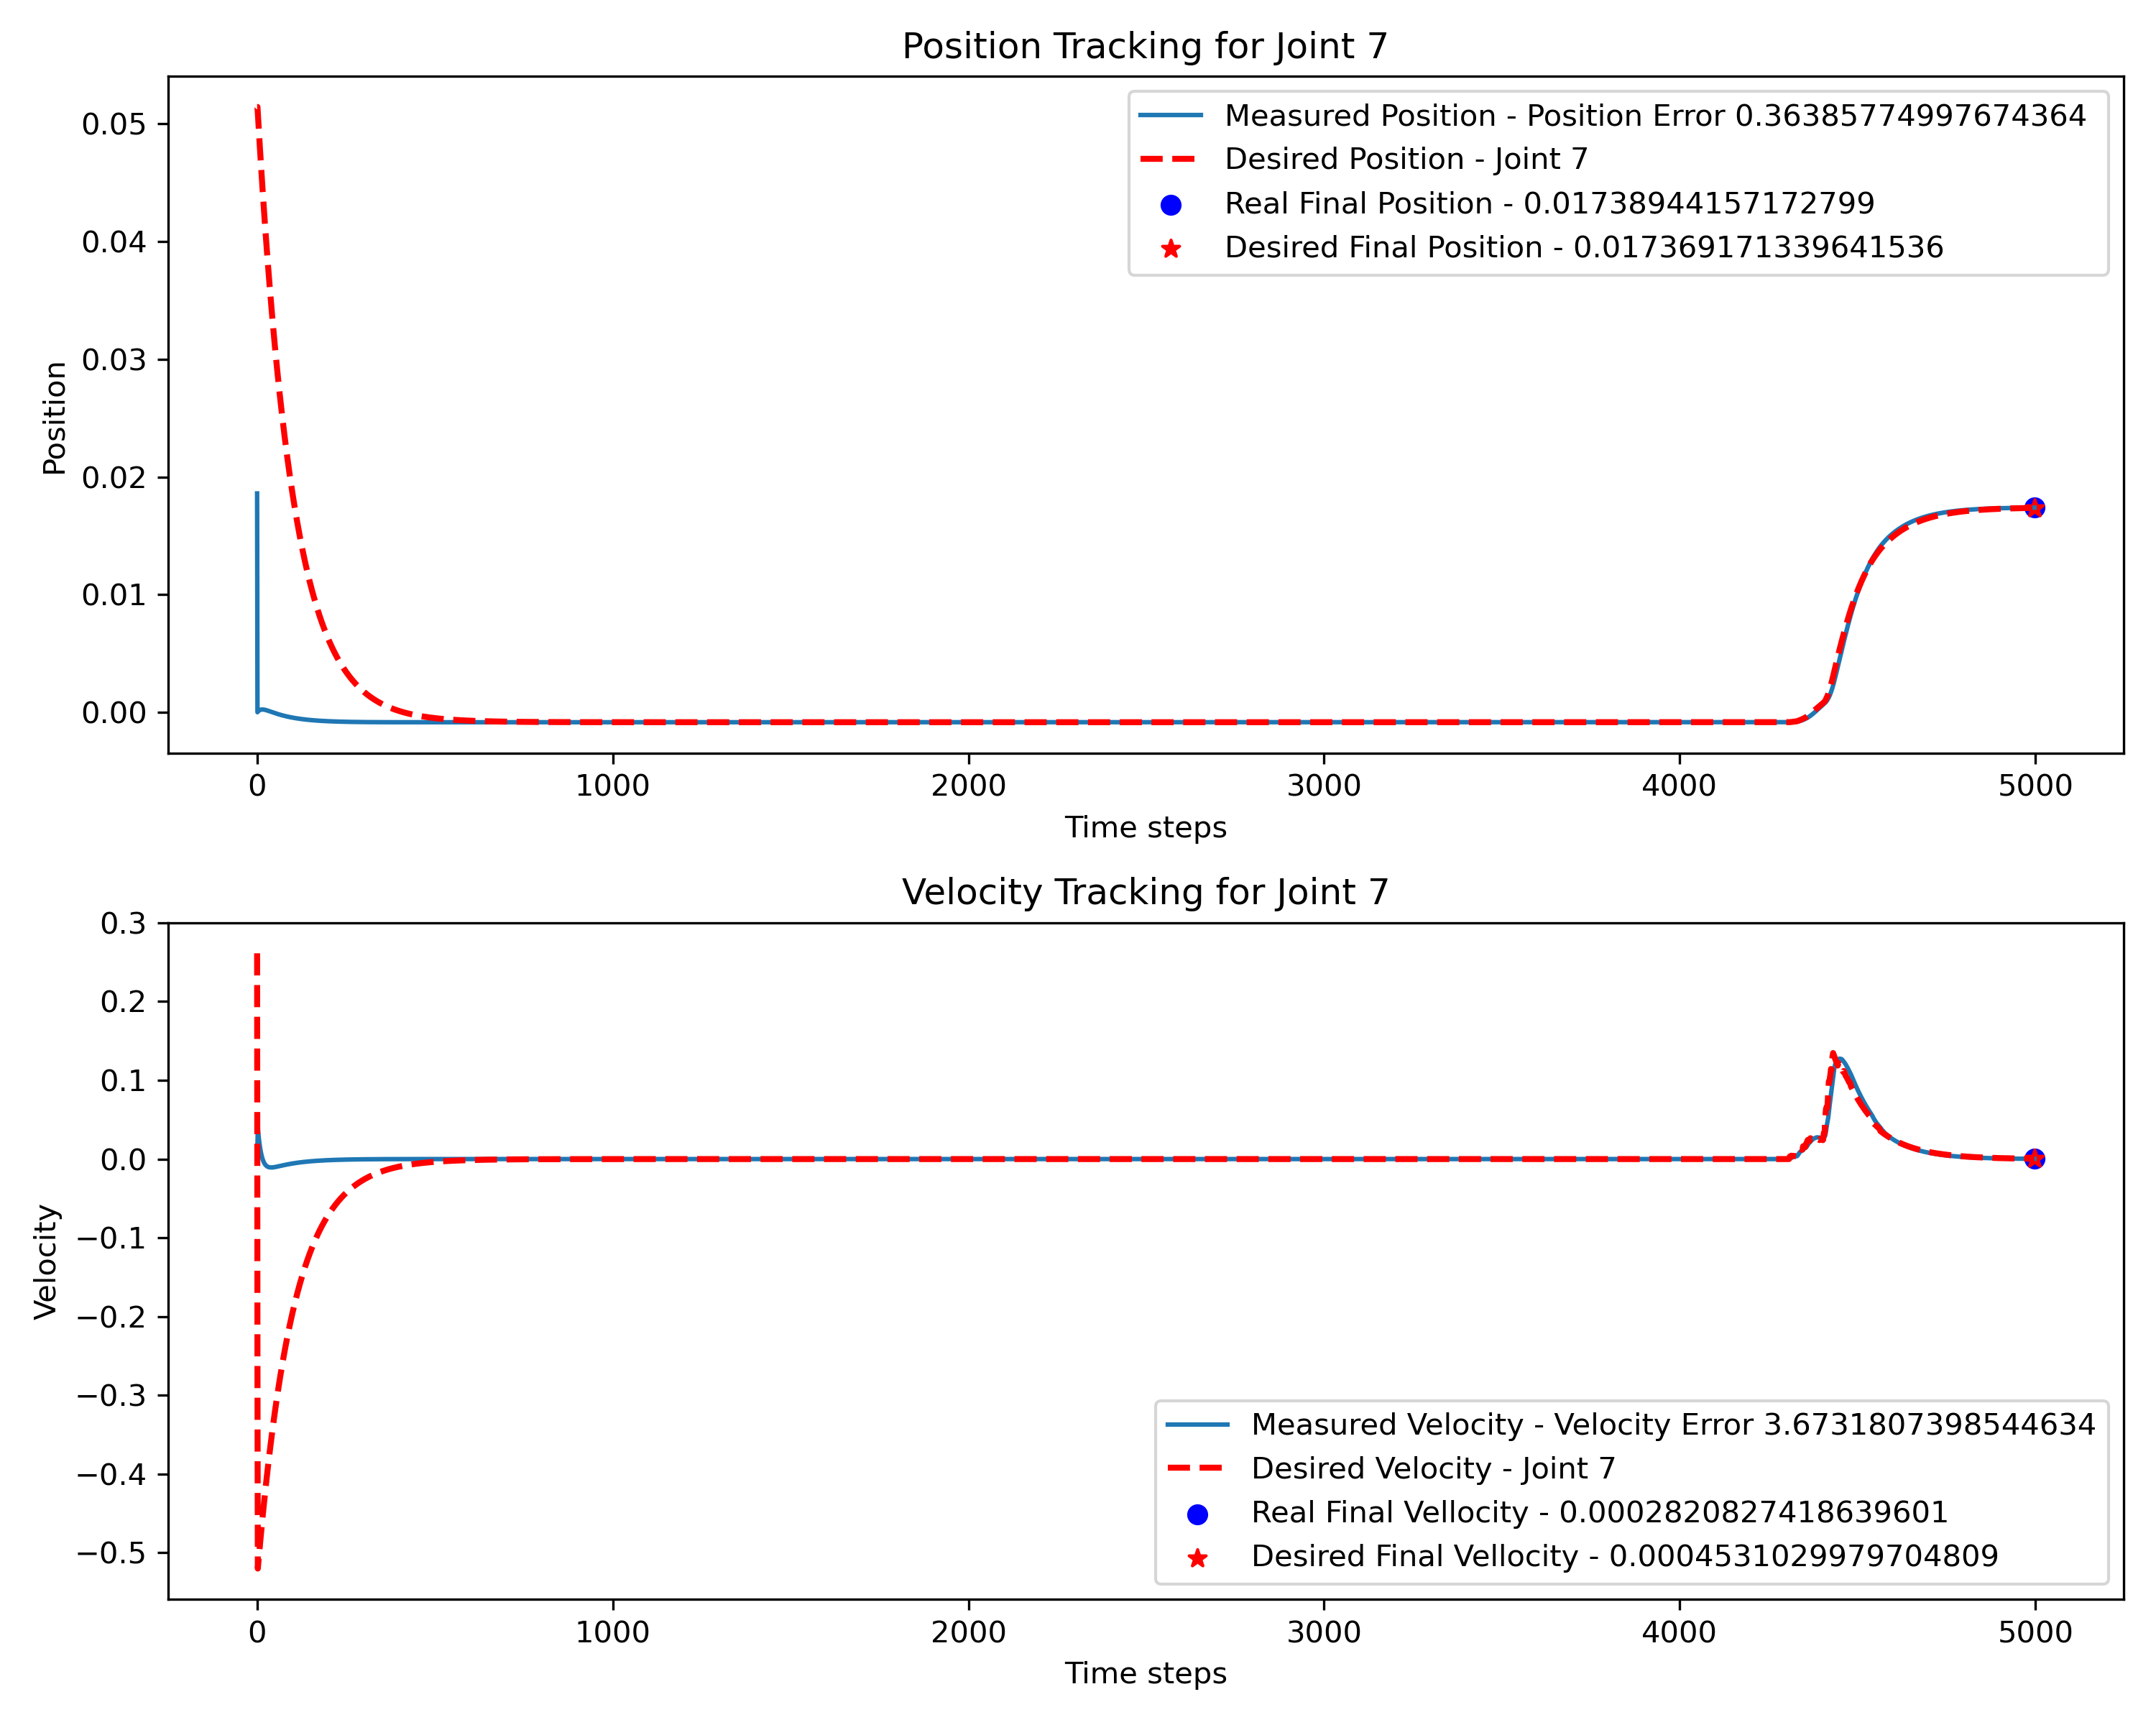 Position Tracking for Joint 7
Measured Position - Position Error 0.36385774997674364
Desired Position - Joint 7
Real Final Position - 0.01738944157172799
Desired Final Position - 0.017369171339641536
Position
0.05
0.04
0.03
0.02
0.01
0.00
0 1000 2000 3000 4000 5000
Time steps
Velocity Tracking for Joint 7
Velocity
0.3
0.2
0.1
0.0
−0.1
−0.2
−0.3
−0.4
−0.5
Measured Velocity - Velocity Error 3.6731807398544634
Desired Velocity - Joint 7
Real Final Vellocity - 0.0002820827418639601
Desired Final Vellocity - 0.0004531029979704809
0 1000 2000 3000 4000 5000
Time steps